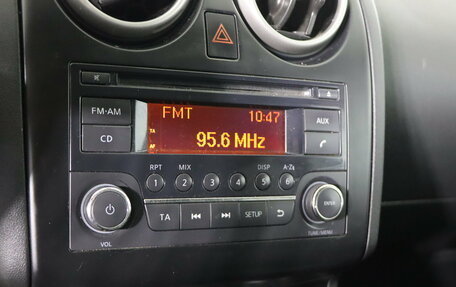 FM·AM
CD
FMT 10:47
TA
AF
95.6 MHz
AUX
RPT MIX DISP A-Z
1 2 3 4 5 6
TA SETUP
VOL
ENTER
TUNE/MENU